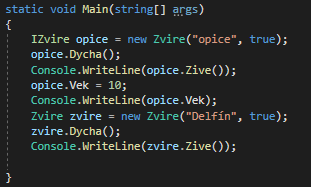 static void Main(string[] args)
{
    IZvire opice = new Zvire("opice", true);
    opice.Dycha();
    Console.WriteLine(opice.Zive());
    opice.Vek = 10;
    Console.WriteLine(opice.Vek);
    Zvire zvire = new Zvire("Delfín", true);
    zvire.Dycha();
    Console.WriteLine(zvire.Zive());
}